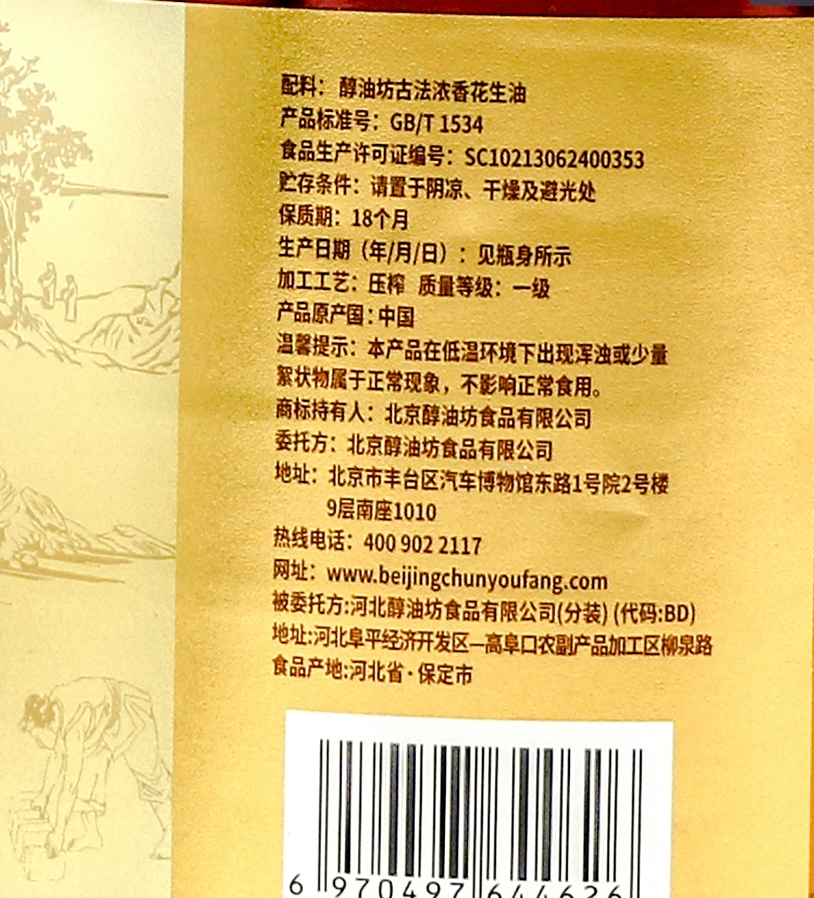 配料： 醇油坊古法浓香花生油
产品标准号：GB/T 1534
食品生产许可证编号：SC10213062400353
贮存条件：请置于阴凉、干燥及避光处
保质期：18个月
生产日期（年/月/日）：见瓶身所示
加工工艺：压榨 质量等级：一级
产品原产国:中国
温馨提示：本产品在低温环境下出现浑浊或少量
絮状物属于正常现象，不影响正常食用。
商标持有人：北京醇油坊食品有限公司
委托方：北京醇油坊食品有限公司
地址：北京市丰台区汽车博物馆东路1号院2号楼
9层南座1010
热线电话：400 902 2117
网址：www.beijingchunyoufang.com
被委托方:河北醇油坊食品有限公司(分装) (代码:BD)
地址:河北阜平经济开发区—高阜口农副产品加工区柳泉路
食品产地:河北省·保定市
6 970497 644626